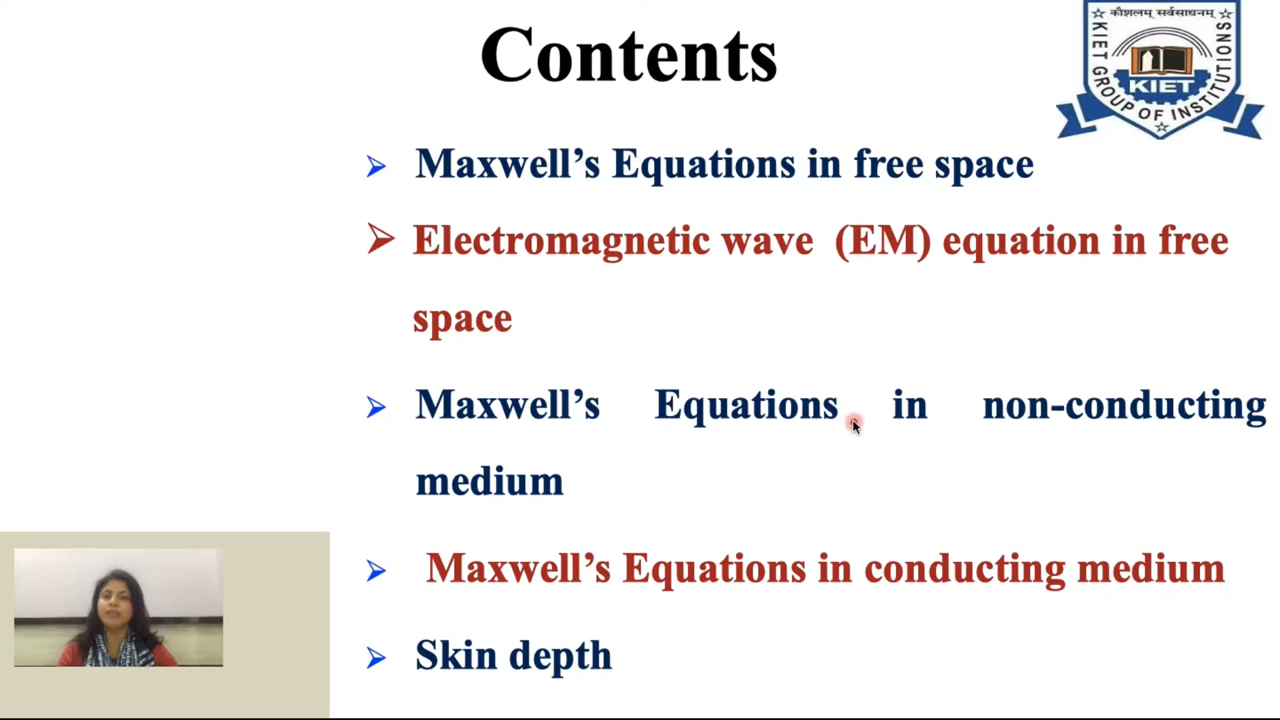 Contents
कौशलम् सर्वसाधनम्
KIET GROUP OF INSTITUTIONS
KIET
➢ Maxwell’s Equations in free space
➢ Electromagnetic wave (EM) equation in free
space
➢ Maxwell’s Equations in non-conducting
medium
➢ Maxwell’s Equations in conducting medium
➢ Skin depth